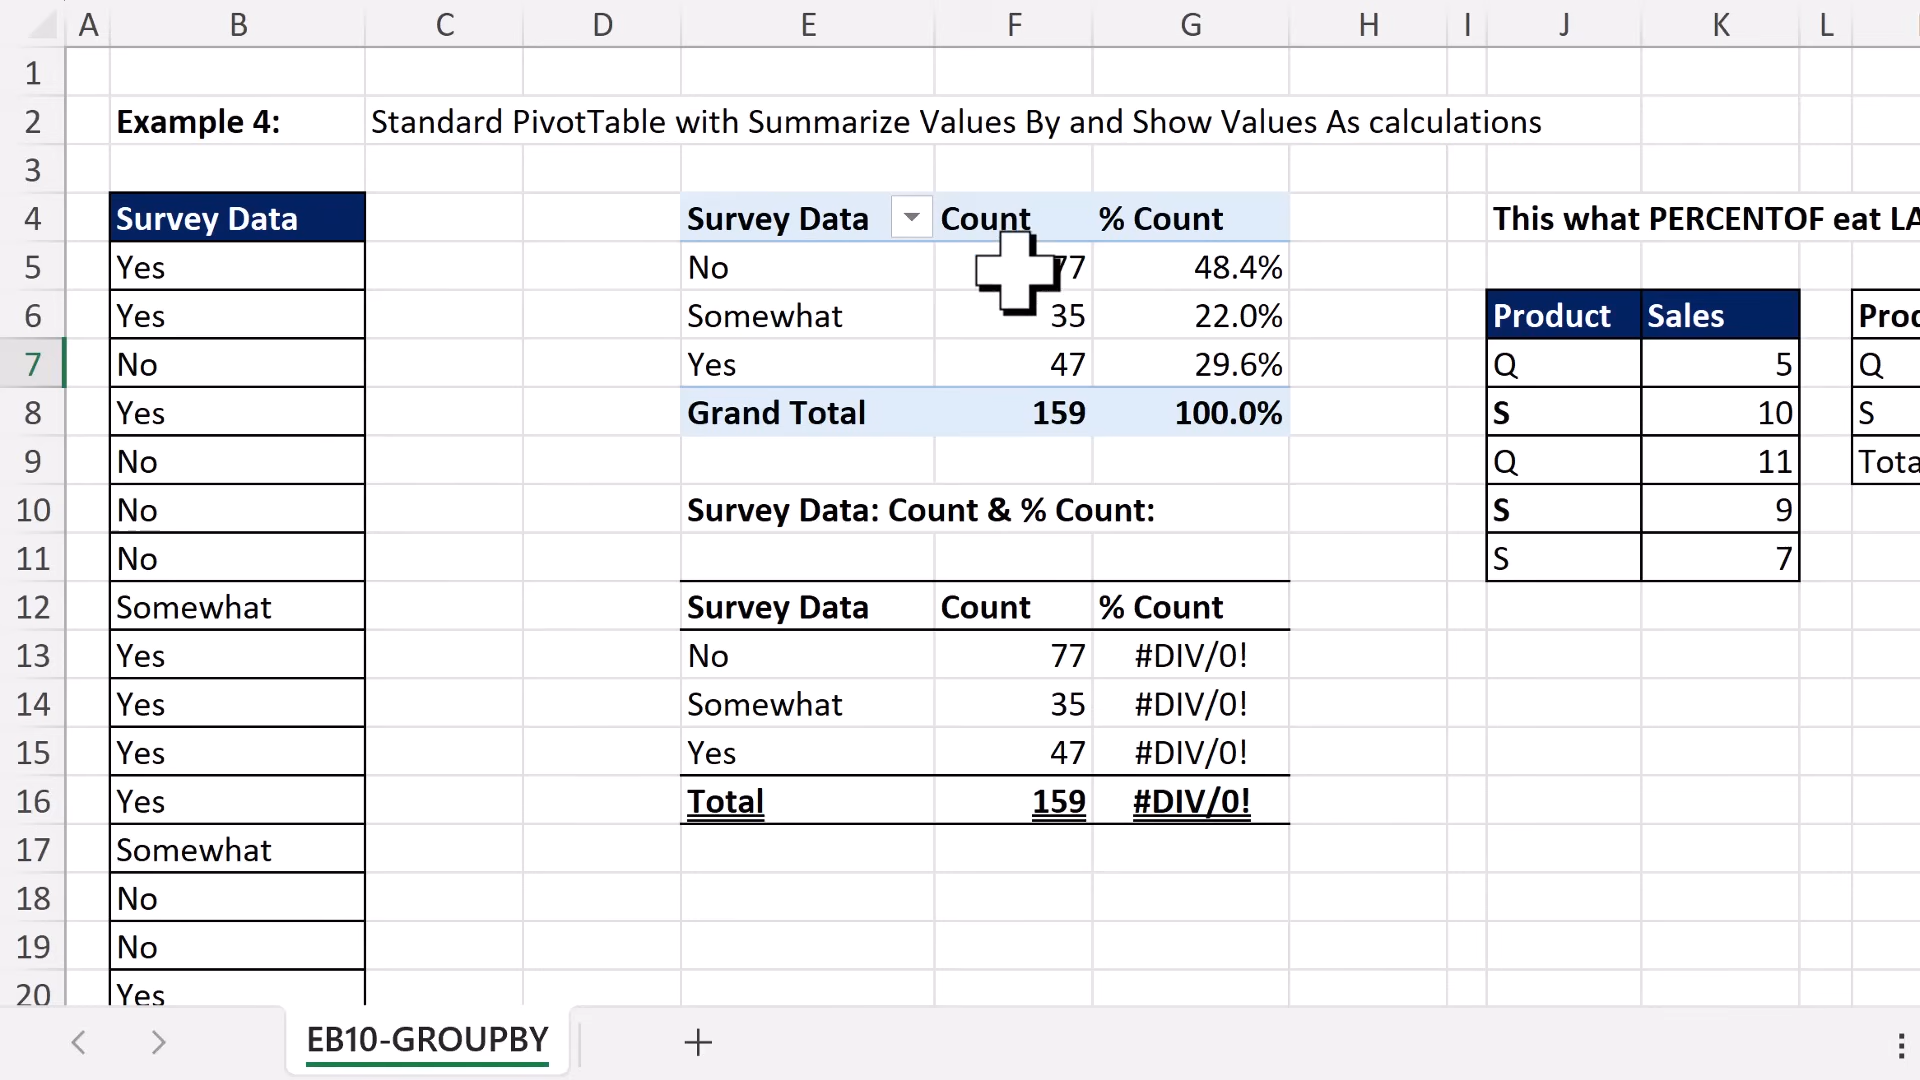 A B C D E F G H I J K L
1
2 Example 4: Standard PivotTable with Summarize Values By and Show Values As calculations
3
4 Survey Data Survey Data Count % Count This what PERCENTOF eat
5 Yes No 77 48.4%
6 Yes Somewhat 35 22.0% Product Sales
7 No Yes 47 29.6% Q 5 Q
8 Yes Grand Total 159 100.0% S 10 S
9 No Q 11
10 No Survey Data: Count & % Count: S 9
11 No S 7
12 Somewhat Survey Data Count % Count
13 Yes No 77 #DIV/0!
14 Yes Somewhat 35 #DIV/0!
15 Yes Yes 47 #DIV/0!
16 Yes Total 159 #DIV/0!
17 Somewhat
18 No
19 No
20 Yes
EB10-GROUPBY